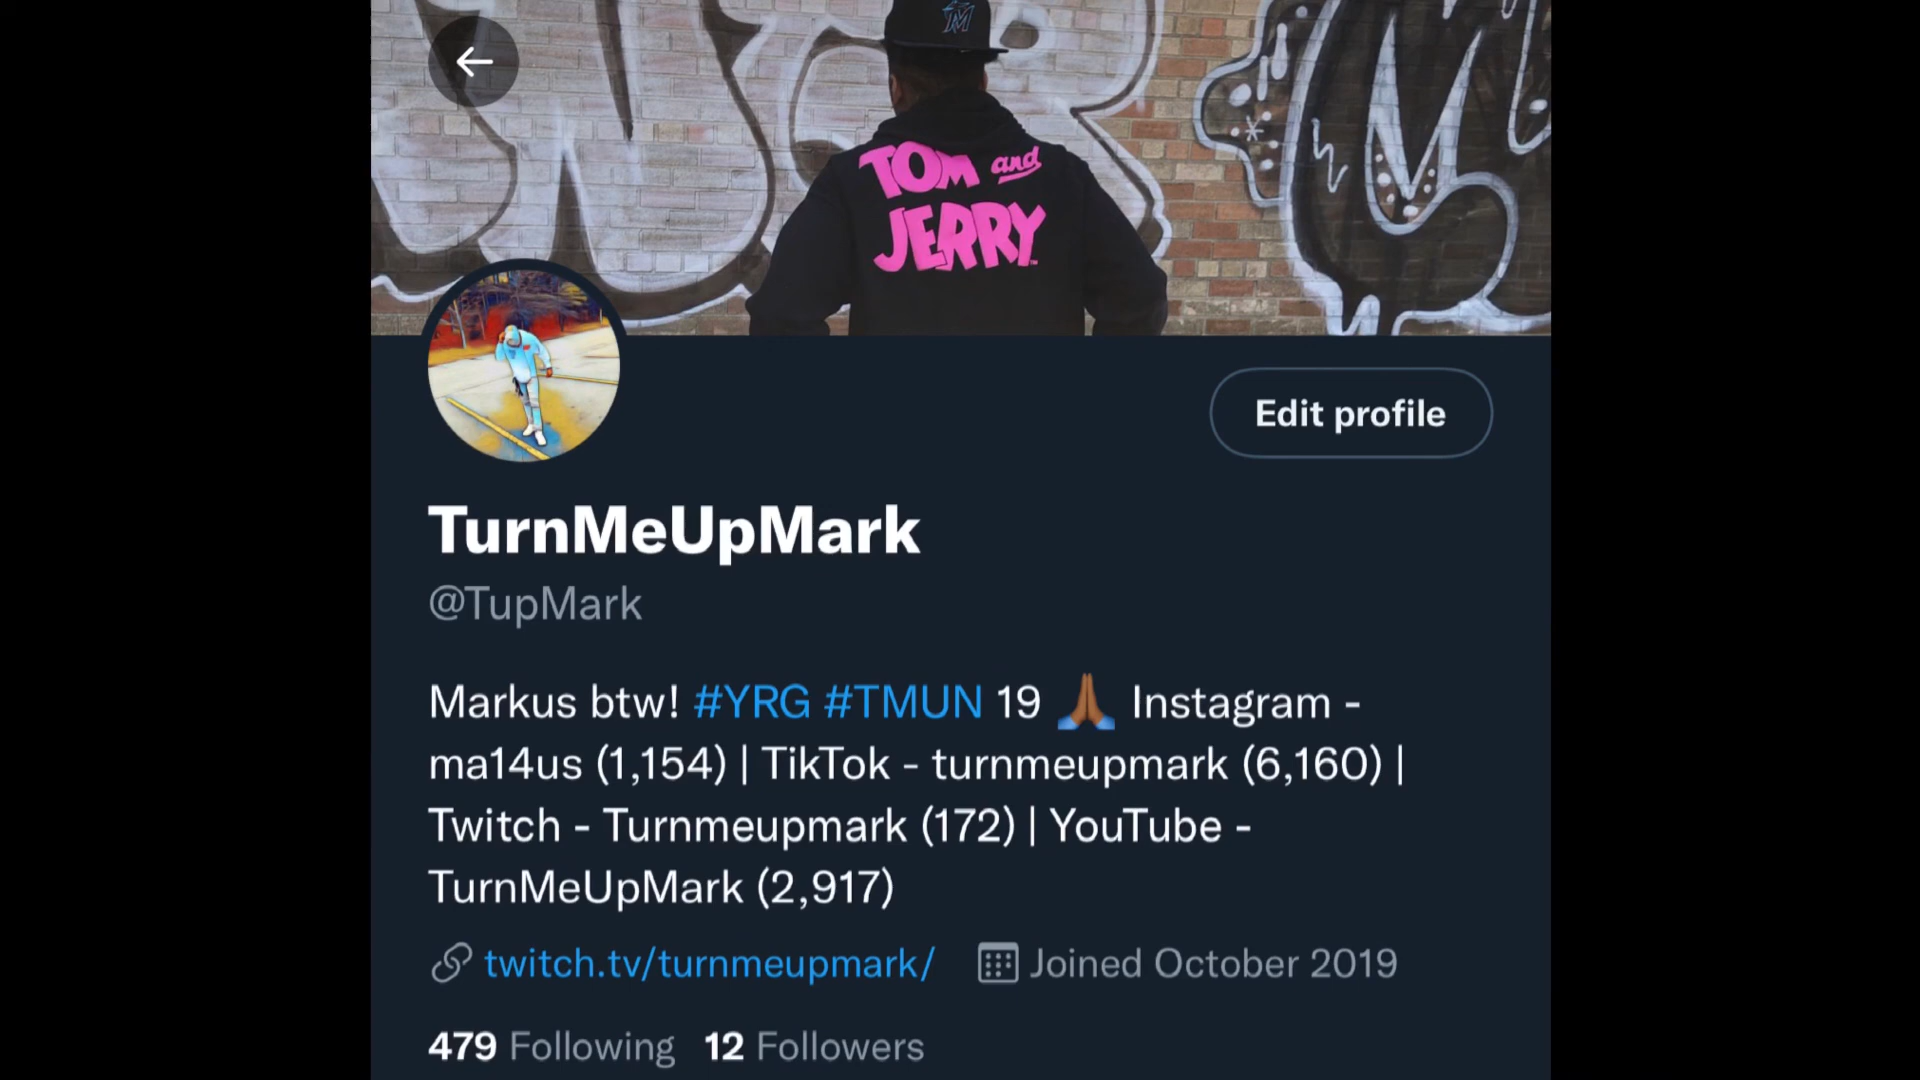 M
TOM and
JERRY
Edit profile
TurnMeUpMark
@TupMark
Markus btw! #YRG #TMUN 19 🙏🏾 Instagram -
ma14us (1,154) | TikTok - turnmeupmark (6,160) |
Twitch - Turnmeupmark (172) | YouTube -
TurnMeUpMark (2,917)
twitch.tv/turnmeupmark/ Joined October 2019
479 Following 12 Followers